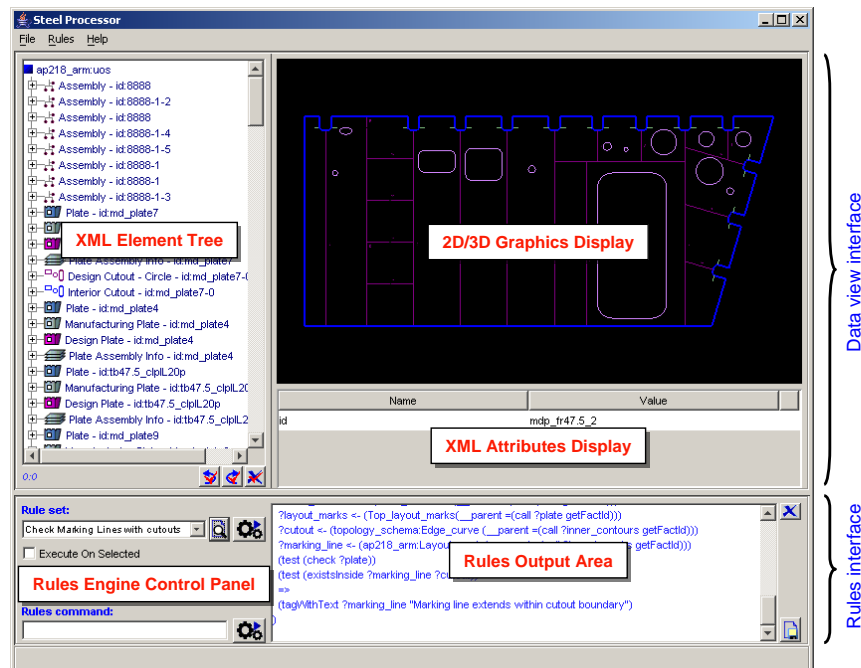 Steel Processor
File Rules Help
ap218_arm:uos
Assembly - id:8888
Assembly - id:8888-1-2
Assembly - id:8888
Assembly - id:8888-1-4
Assembly - id:8888-1-5
Assembly - id:8888-1
Assembly - id:8888-1
Assembly - id:8888-1-3
Plate - id:md_plate7
XML Element Tree
Plate Assembly Info - id:md_plate7
Design Cutout - Circle - id:md_plate7-0
Interior Cutout - id:md_plate7-0
Plate - id:md_plate4
Manufacturing Plate - id:md_plate4
Design Plate - id:md_plate4
Plate Assembly Info - id:md_plate4
Plate - id:tb47.5_clplL20p
Manufacturing Plate - id:tb47.5_clplL20
Design Plate - id:tb47.5_clplL20p
Plate Assembly Info - id:tb47.5_clplL2
Plate - id:md_plate9
0:0
2D/3D Graphics Display
Name Value
id mdp_fr47.5_2
XML Attributes Display
Data view interface
Rule set:
Check Marking Lines with cutouts
Execute On Selected
Rules Engine Control Panel
Rules command:
?layout_marks <- (Top_layout_marks(__parent =(call ?plate getFactId)))
?cutout <- (topology_schema:Edge_curve (__parent =(call ?inner_contours getFactId)))
?marking_line <- (ap218_arm:Layou getFactId)))
(test (check ?plate))
(test (existsInside ?marking_line ?cu
=>
(tagWithText ?marking_line "Marking line extends within cutout boundary")
)
Rules Output Area
Rules interface